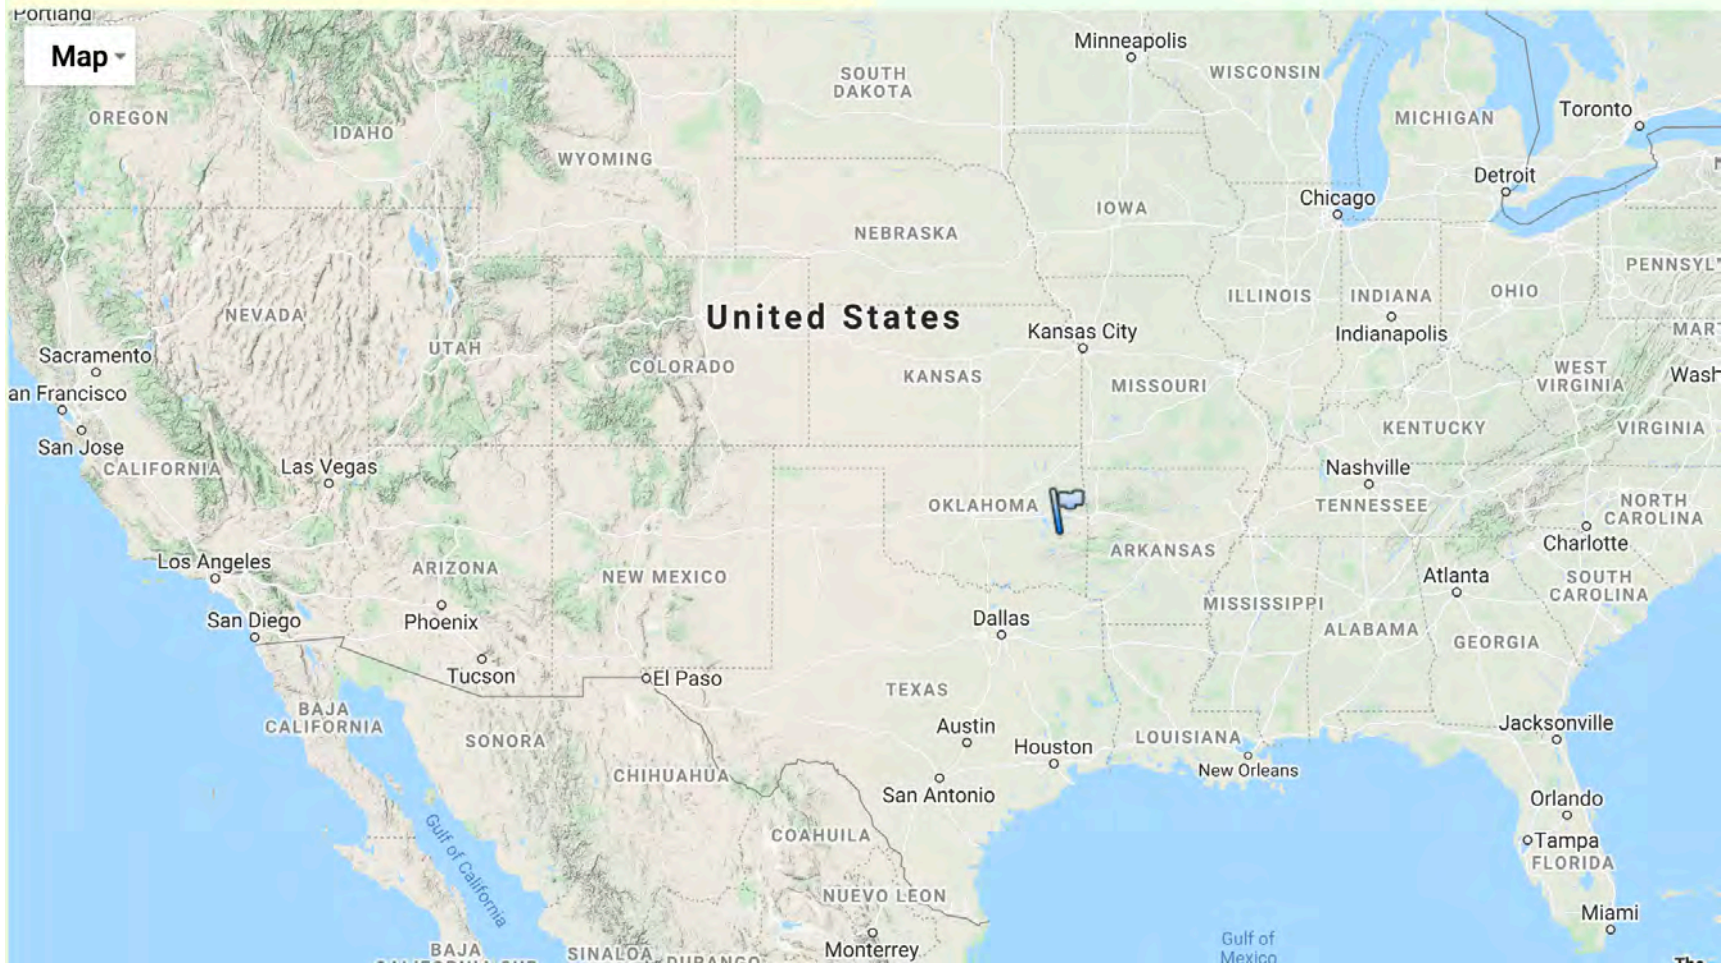 Portland
Map
Minneapolis
SOUTH
DAKOTA
WISCONSIN
OREGON
IDAHO
MICHIGAN
Toronto
WYOMING
Detroit
Chicago
IOWA
NEBRASKA
PENNSYL
ILLINOIS
INDIANA
OHIO
NEVADA
United States
Kansas City
Indianapolis
MART
Sacramento
UTAH
COLORADO
KANSAS
MISSOURI
WEST
VIRGINIA
Wash
an Francisco
San Jose
KENTUCKY
VIRGINIA
CALIFORNIA
Las Vegas
Nashville
OKLAHOMA
TENNESSEE
NORTH
CAROLINA
Los Angeles
ARIZONA
NEW MEXICO
ARKANSAS
Charlotte
Atlanta
SOUTH
CAROLINA
San Diego
Phoenix
Dallas
MISSISSIPPI
ALABAMA
GEORGIA
Tucson
El Paso
TEXAS
BAJA
CALIFORNIA
SONORA
Austin
Houston
LOUISIANA
Jacksonville
CHIHUAHUA
New Orleans
San Antonio
Orlando
Gulf of California
COAHUILA
Tampa
FLORIDA
NUEVO LEON
Miami
BAJA
SINALOA
DURANGO
Monterrey
Gulf of
Mexico
The